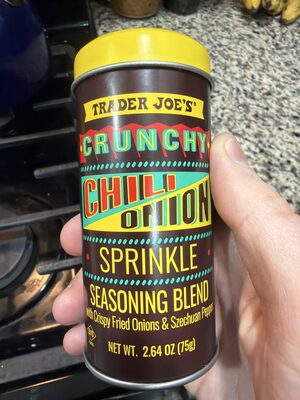 TRADER JOE'S®
CRUNCHY
CHILI
ONION
SPRINKLE
SEASONING BLEND
with Crispy Fried Onions & Szechuan Pepper
NET WT. 2.64 OZ (75g)